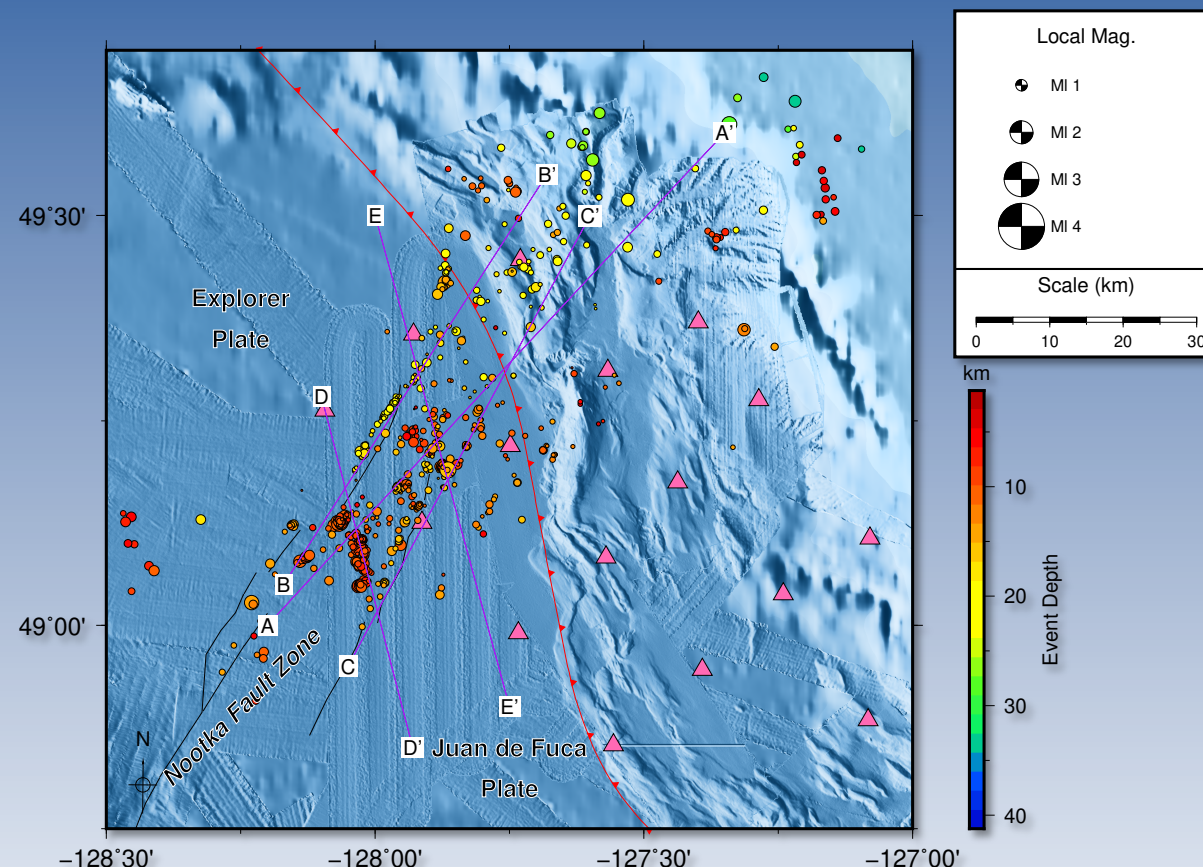 Local Mag.
Ml 1
Ml 2
Ml 3
Ml 4
Scale (km)
0 10 20 30
km
10
20
30
40
Event Depth
A'
B'
C'
E
49°30'
Explorer
Plate
D
B
A
49°00'
C
E'
Nootka Fault Zone
N
D'
Juan de Fuca
Plate
−128°30' −128°00' −127°30' −127°00'